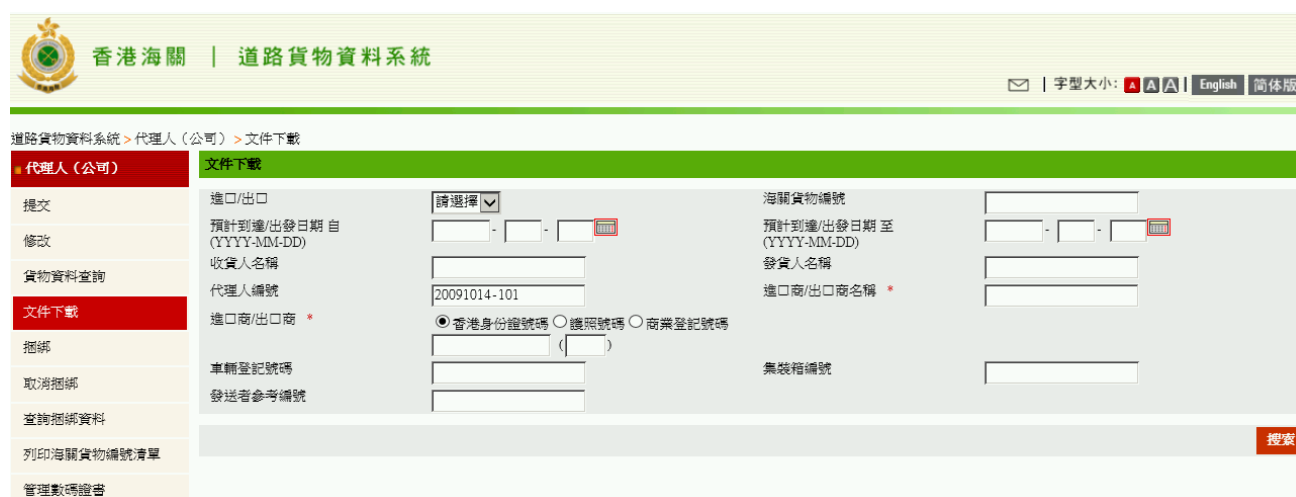 香港海關 | 道路貨物資料系統
| 字型大小: A A A | English 简体版
道路貨物資料系統 > 代理人（公司） > 文件下載
代理人（公司）
文件下載
提交
修改
貨物資料查詢
文件下載
捆綁
取消捆綁
查詢捆綁資料
列印海關貨物編號清單
管理數碼證書
進口/出口 請選擇 海關貨物編號
預計到達/出發日期 自 - - 預計到達/出發日期 至 - -
(YYYY-MM-DD) (YYYY-MM-DD)
收貨人名稱 發貨人名稱
代理人編號 20091014-101 進口商/出口商名稱 *
進口商/出口商 * 香港身份證號碼 護照號碼 商業登記號碼
( )
車輛登記號碼 集裝箱編號
發送者參考編號
搜索